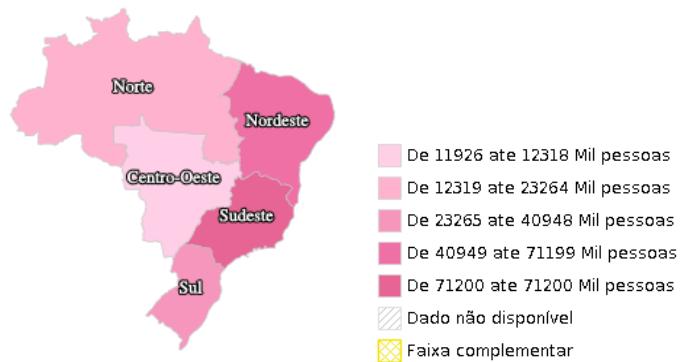 Norte
Nordeste
Centro-Oeste
Sudeste
Sul
De 11926 ate 12318 Mil pessoas
De 12319 ate 23264 Mil pessoas
De 23265 ate 40948 Mil pessoas
De 40949 ate 71199 Mil pessoas
De 71200 ate 71200 Mil pessoas
Dado não disponível
Faixa complementar